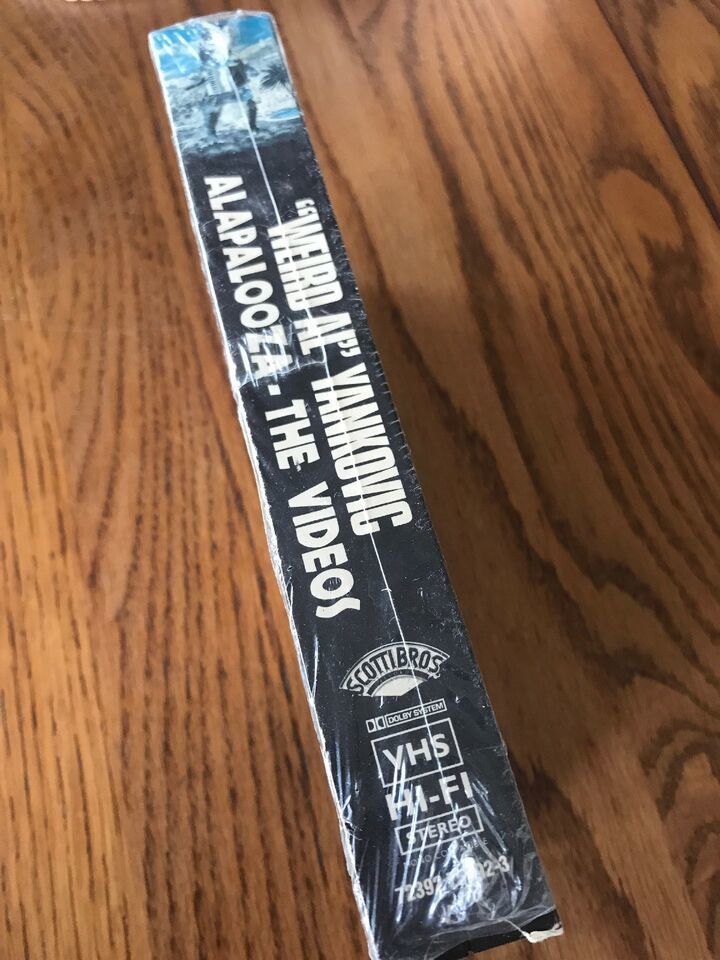 “WEIRD AL” YANKOVIC
ALAPALOOZA - THE VIDEOS
SCOTTI BROS
DOLBY SYSTEM
VHS
HI-FI
STEREO